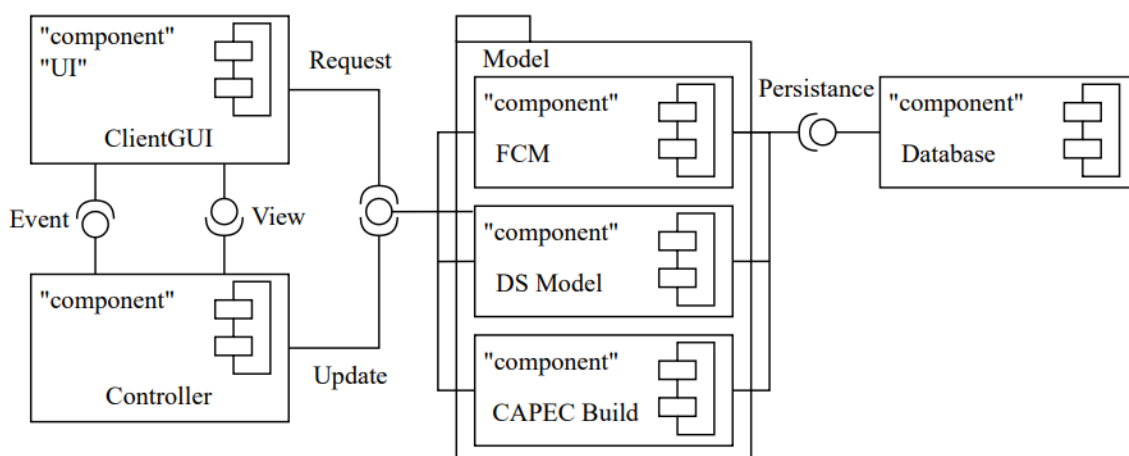 "component"
"UI"
ClientGUI
Request
Event
View
"component"
Controller
Update
Model
"component"
FCM
"component"
DS Model
"component"
CAPEC Build
Persistance
"component"
Database